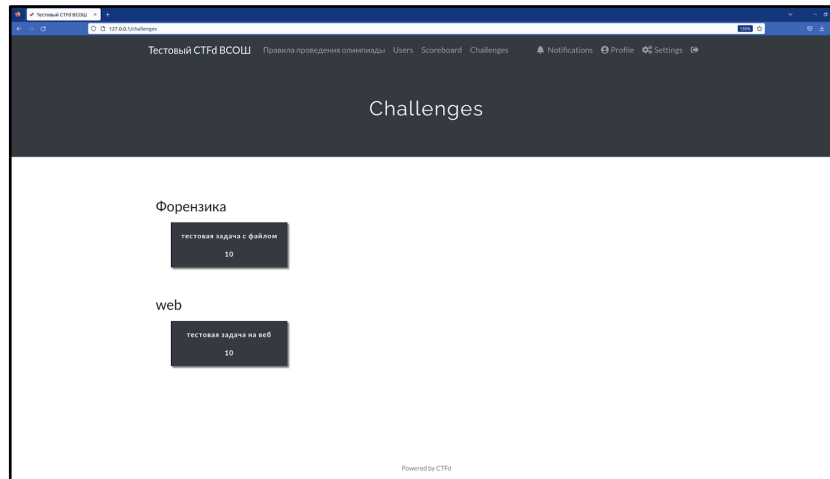 Тестовый CTFd ВСОШ
127.0.0.1/challenges
150%
Тестовый CTFd ВСОШ Правила проведения олимпиады Users Scoreboard Challenges Notifications Profile Settings
Challenges
Форензика
тестовая задача с файлом
10
web
тестовая задача на веб
10
Powered by CTFd